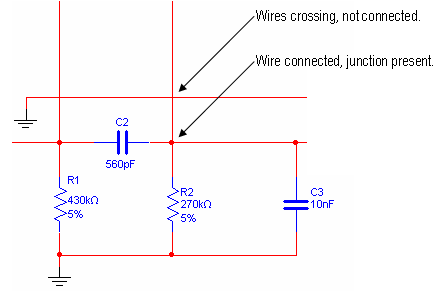 Wires crossing, not connected.
Wire connected, junction present.
C2
560pF
R1
430kΩ
5%
R2
270kΩ
5%
C3
10nF